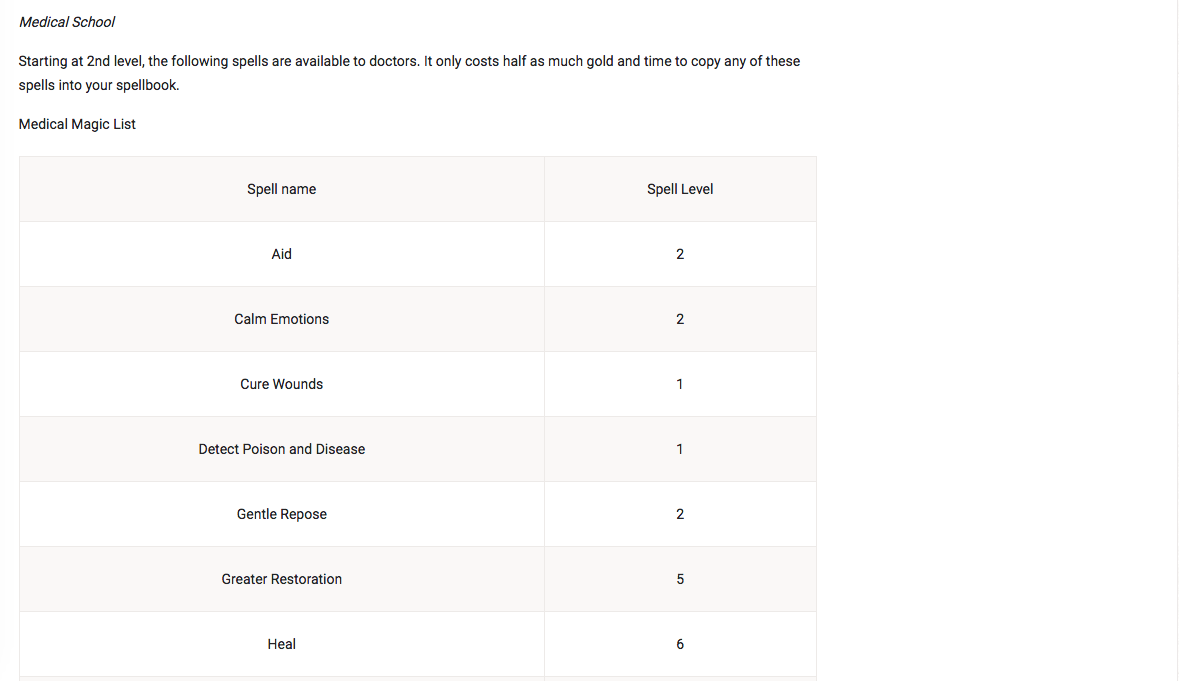 Medical School
Starting at 2nd level, the following spells are available to doctors. It only costs half as much gold and time to copy any of these
spells into your spellbook.
Medical Magic List
Spell name Spell Level
Aid 2
Calm Emotions 2
Cure Wounds 1
Detect Poison and Disease 1
Gentle Repose 2
Greater Restoration 5
Heal 6